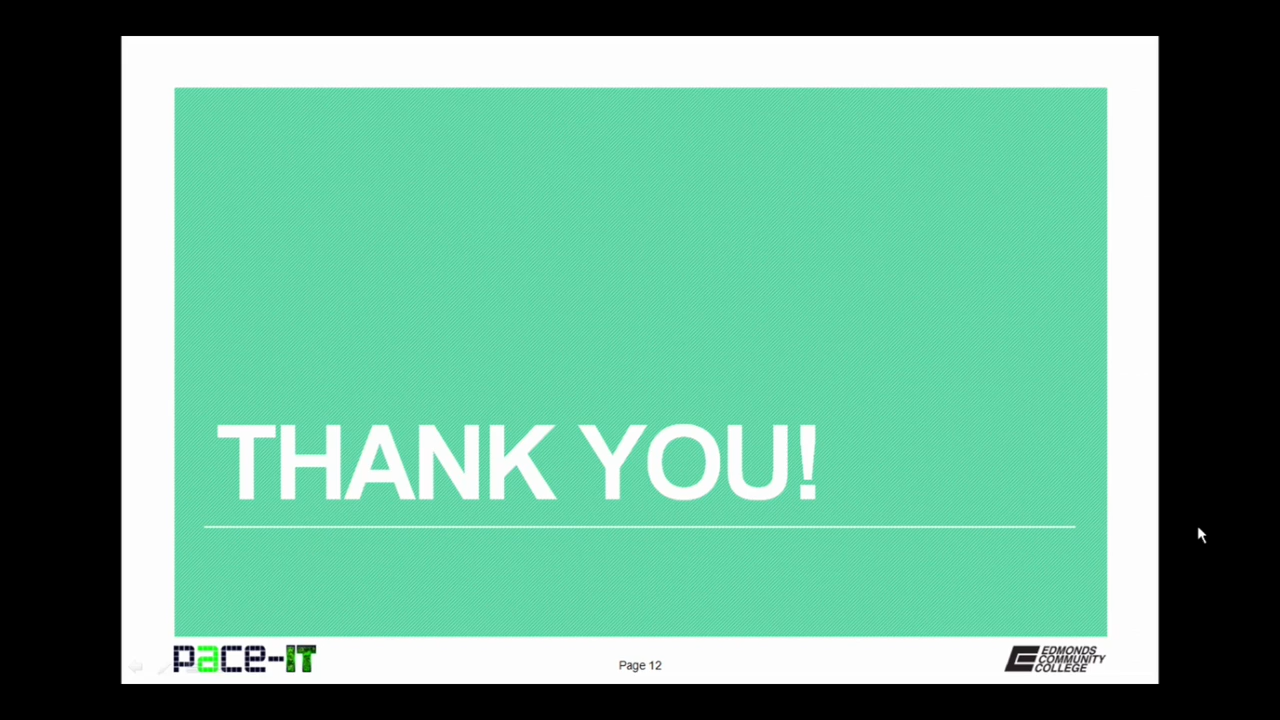 THANK YOU!
pace-IT
Page 12
EDMONDS
COMMUNITY
COLLEGE